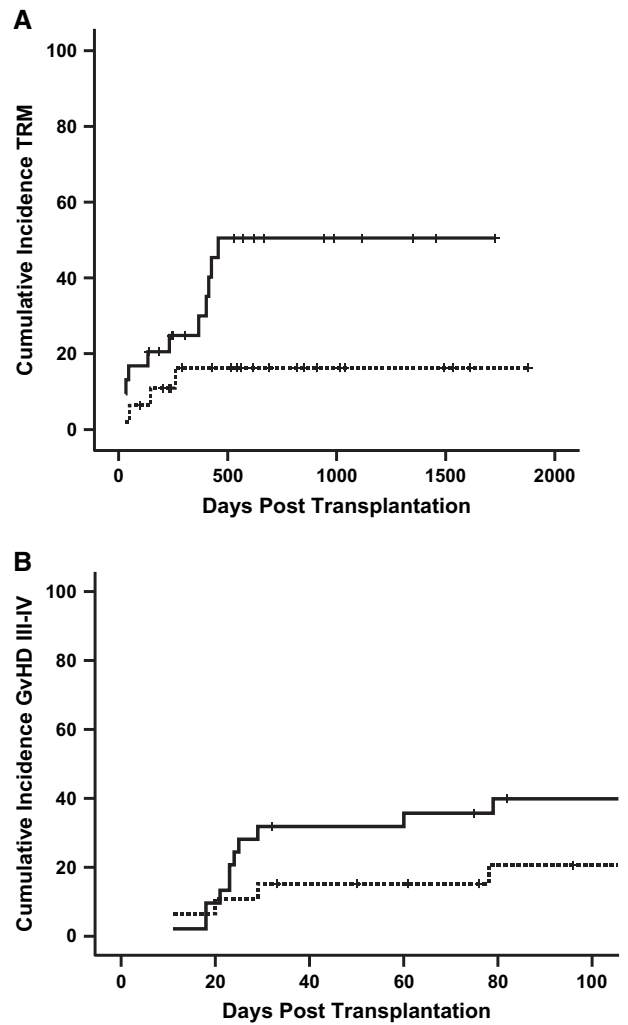 A
Cumulative Incidence TRM
100
80
60
40
20
0
0 500 1000 1500 2000
Days Post Transplantation
B
Cumulative Incidence GvHD III-IV
100
80
60
40
20
0
0 20 40 60 80 100
Days Post Transplantation